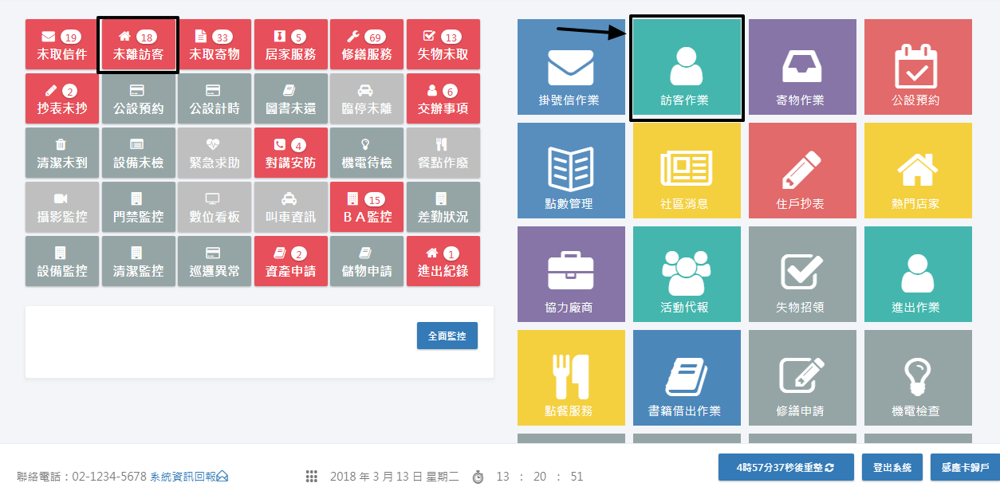 19
未取信件
18
未離訪客
33
未取寄物
5
居家服務
69
修繕服務
13
失物未取
2
抄表未抄
公設預約
公設計時
圖書未還
臨停未離
6
交辦事項
清潔未到
設備未檢
緊急求助
4
對講安防
機電待檢
餐點作廢
攝影監控
門禁監控
數位看板
叫車資訊
15
ＢＡ監控
差勤狀況
設備監控
清潔監控
巡邏異常
2
資產申請
儲物申請
1
進出紀錄
全面監控
掛號信作業
訪客作業
寄物作業
公設預約
點數管理
社區消息
住戶抄表
熱門店家
協力廠商
活動代報
失物招領
進出作業
點餐服務
書籍借出作業
修繕申請
機電檢查
聯絡電話：02-1234-5678 系統資訊回報
2018 年 3 月 13 日 星期二
13 : 20 : 51
4時57分37秒後重整
登出系統
感應卡歸戶